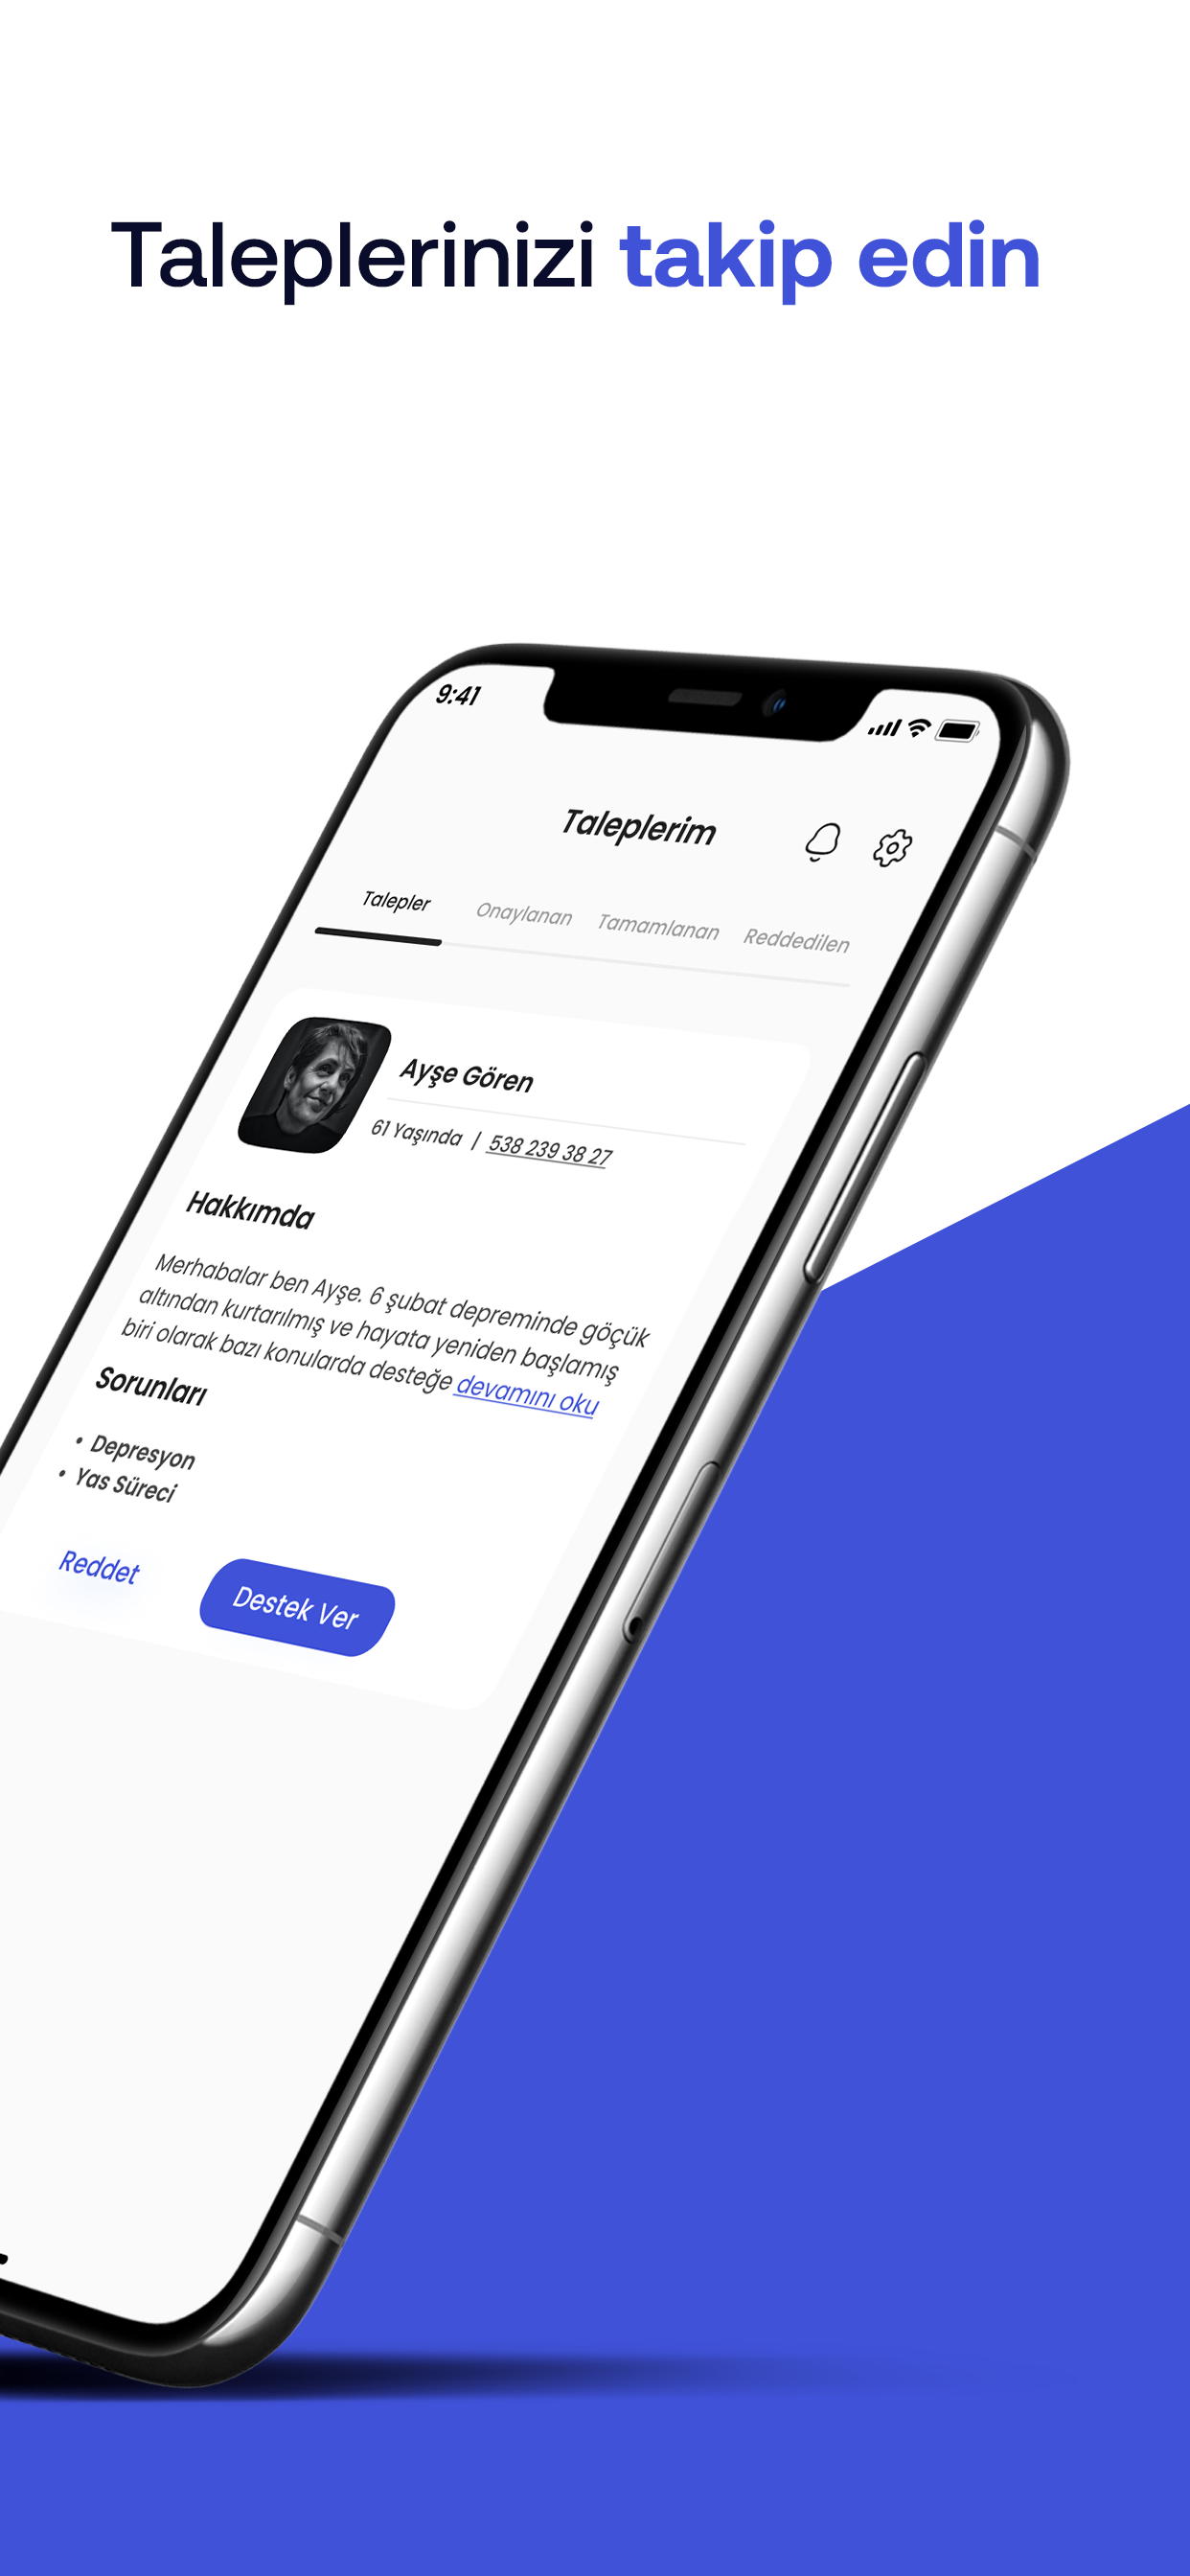 Taleplerinizi takip edin
9:41
Taleplerim
Talepler Onaylanan Tamamlanan Reddedilen
Ayşe Gören
61 Yaşında | 538 239 38 27
Hakkımda
Merhabalar ben Ayşe. 6 şubat depreminde göçük
altından kurtarılmış ve hayata yeniden başlamış
biri olarak bazı konularda desteğe devamını oku
Sorunları
• Depresyon
• Yas Süreci
Reddet Destek Ver